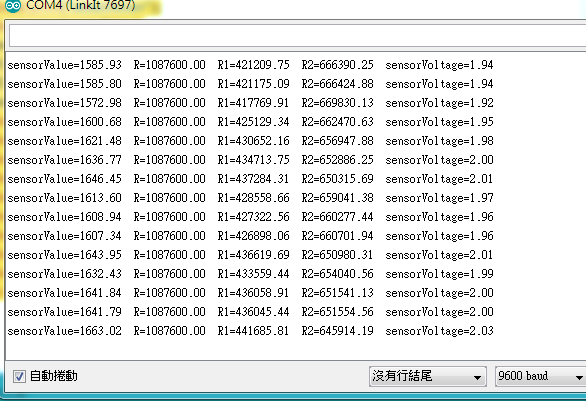 COM4 (LinkIt 7697)
sensorValue=1585.93 R=1087600.00 R1=421209.75 R2=666390.25 sensorVoltage=1.94
sensorValue=1585.80 R=1087600.00 R1=421175.09 R2=666424.88 sensorVoltage=1.94
sensorValue=1572.98 R=1087600.00 R1=417769.91 R2=669830.13 sensorVoltage=1.92
sensorValue=1600.68 R=1087600.00 R1=425129.34 R2=662470.63 sensorVoltage=1.95
sensorValue=1621.48 R=1087600.00 R1=430652.16 R2=656947.88 sensorVoltage=1.98
sensorValue=1636.77 R=1087600.00 R1=434713.75 R2=652886.25 sensorVoltage=2.00
sensorValue=1646.45 R=1087600.00 R1=437284.31 R2=650315.69 sensorVoltage=2.01
sensorValue=1613.60 R=1087600.00 R1=428558.66 R2=659041.38 sensorVoltage=1.97
sensorValue=1608.94 R=1087600.00 R1=427322.56 R2=660277.44 sensorVoltage=1.96
sensorValue=1607.34 R=1087600.00 R1=426898.06 R2=660701.94 sensorVoltage=1.96
sensorValue=1643.95 R=1087600.00 R1=436619.69 R2=650980.31 sensorVoltage=2.01
sensorValue=1632.43 R=1087600.00 R1=433559.44 R2=654040.56 sensorVoltage=1.99
sensorValue=1641.84 R=1087600.00 R1=436058.91 R2=651541.13 sensorVoltage=2.00
sensorValue=1641.79 R=1087600.00 R1=436045.44 R2=651554.56 sensorVoltage=2.00
sensorValue=1663.02 R=1087600.00 R1=441685.81 R2=645914.19 sensorVoltage=2.03
自動捲動 沒有行結尾 9600 baud